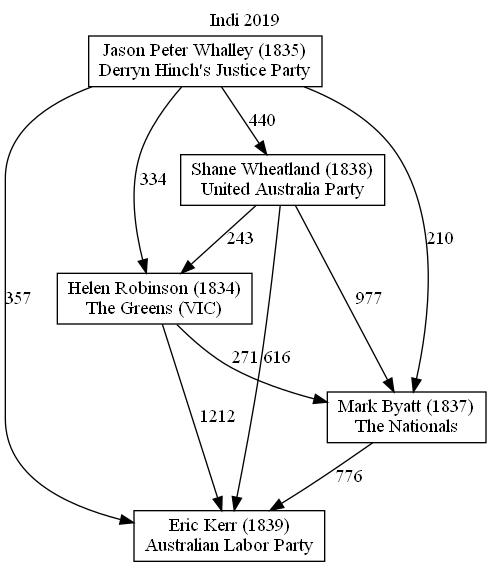 Indi 2019
Jason Peter Whalley (1835)
Derryn Hinch's Justice Party
440
Shane Wheatland (1838)
United Australia Party
334
243
210
Helen Robinson (1834)
The Greens (VIC)
357
977
271
616
Mark Byatt (1837)
The Nationals
1212
776
Eric Kerr (1839)
Australian Labor Party